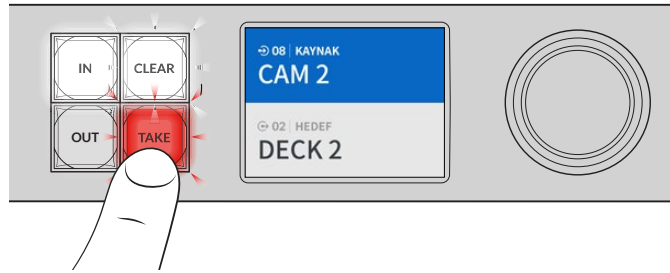 IN
CLEAR
OUT
TAKE
08 | KAYNAK
CAM 2
02 | HEDEF
DECK 2